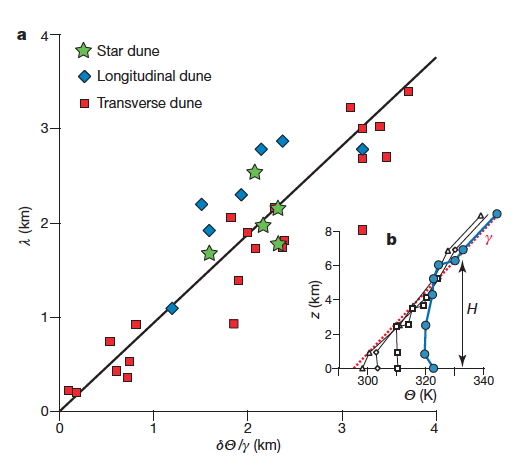 a
4
3
2
1
0
λ (km)
Star dune
Longitudinal dune
Transverse dune
0
1
2
3
4
δΘ/γ (km)
b
8
6
4
2
0
z (km)
γ
H
300
320
340
Θ (K)